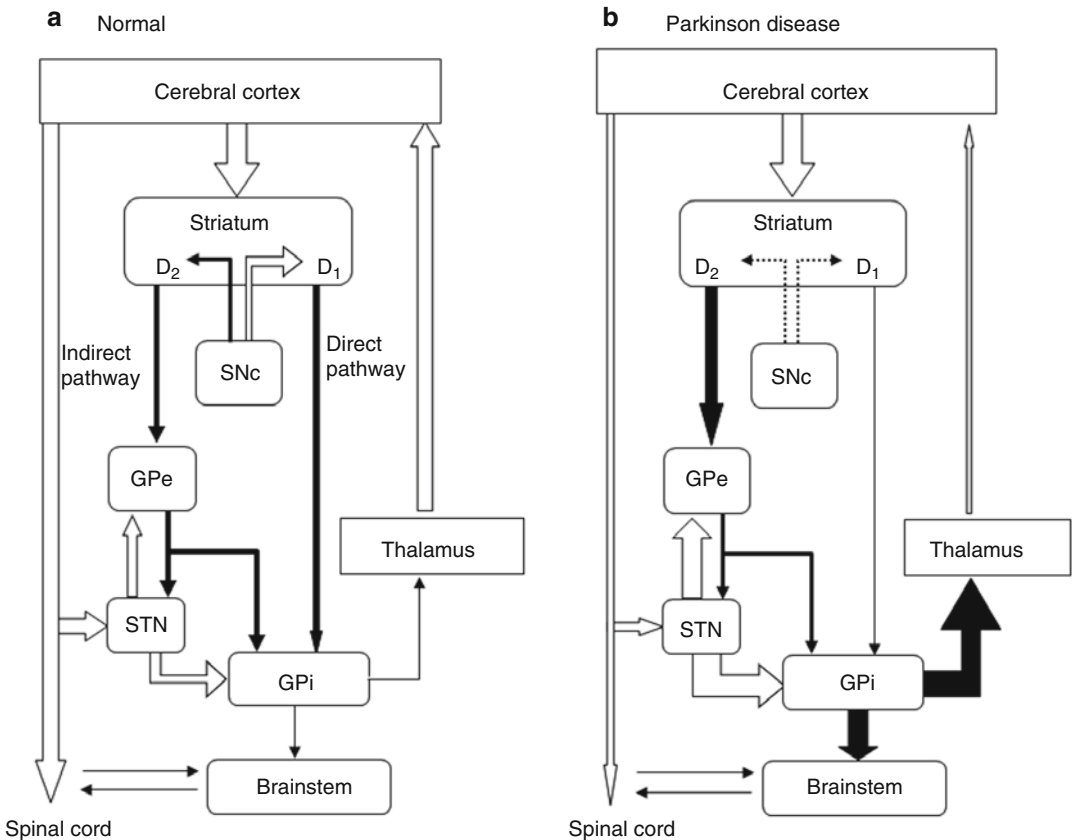 a Normal
Cerebral cortex
Striatum
D2 D1
Indirect
pathway
SNc
Direct
pathway
GPe
Thalamus
STN
GPi
Brainstem
Spinal cord
b Parkinson disease
Cerebral cortex
Striatum
D2 D1
SNc
GPe
Thalamus
STN
GPi
Brainstem
Spinal cord